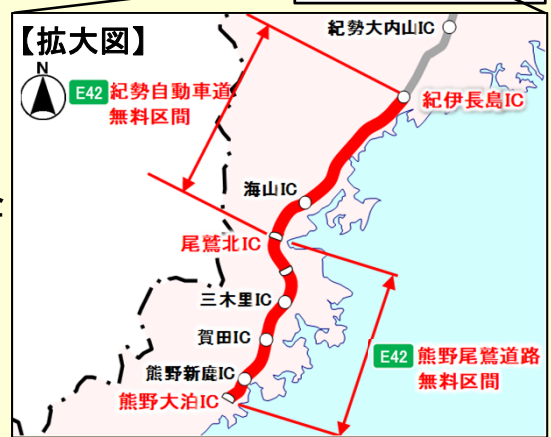 【拡大図】
N
紀勢大内山IC
E42 紀勢自動車道
無料区間
紀伊長島IC
海山IC
尾鷲北IC
三木里IC
賀田IC
E42 熊野尾鷲道路
無料区間
熊野新鹿IC
熊野大泊IC